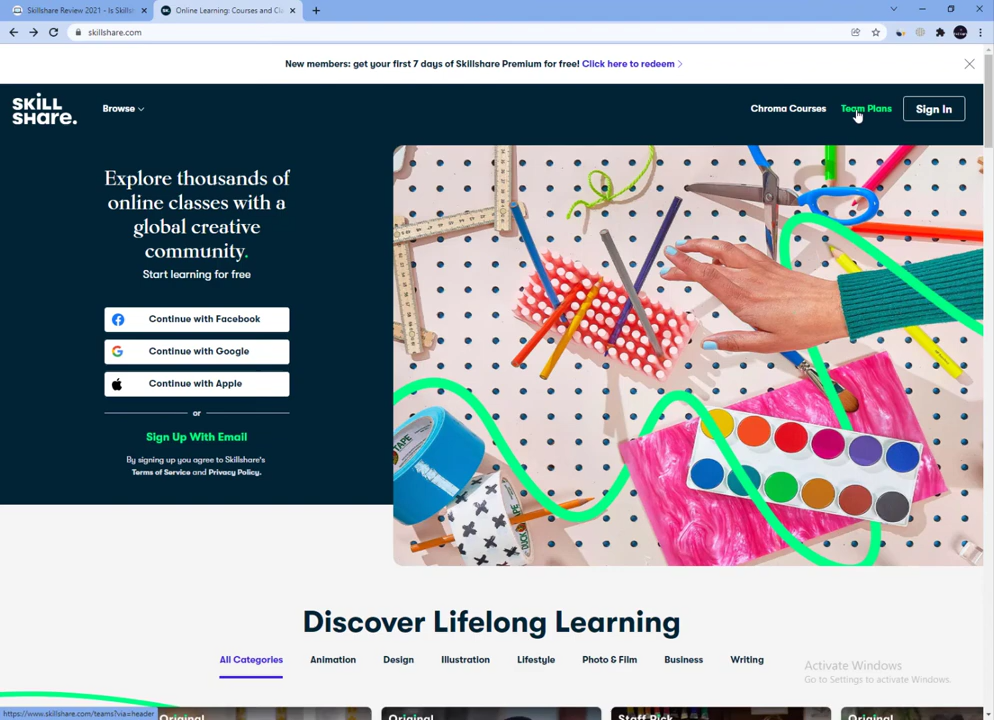 Skillshare Review 2021 - Is Skills
Online Learning: Courses and Cl
skillshare.com
New members: get your first 7 days of Skillshare Premium for free! Click here to redeem
SKILL
SHARE.
Browse
Chroma Courses
Team Plans
Sign In
Explore thousands of
online classes with a
global creative
community.
Start learning for free
Continue with Facebook
Continue with Google
Continue with Apple
or
Sign Up With Email
By signing up you agree to Skillshare's
Terms of Service and Privacy Policy.
TAPE
DUCK TAPE
Discover Lifelong Learning
All Categories
Animation
Design
Illustration
Lifestyle
Photo & Film
Business
Writing
Activate Windows
Go to Settings to activate Windows.
https://www.skillshare.com/teams?via=header
Original
Original
Staff Pick
Original